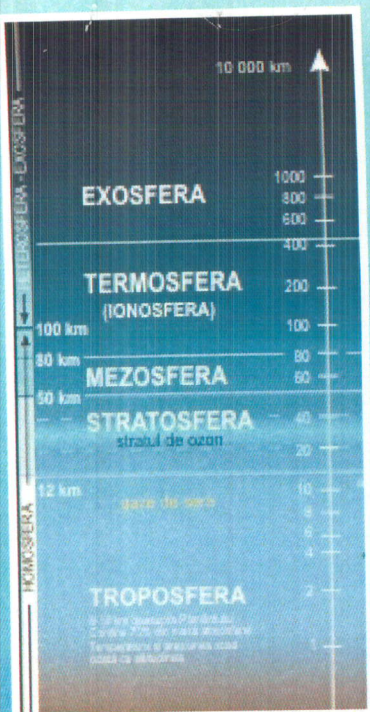 10 000 km
HETEROSFERA - EXOSFERA
1000
800
EXOSFERA
600
400
TERMOSFERA
200
(IONOSFERA)
100 km
100
80 km
80
MEZOSFERA
60
50 km
STRATOSFERA
40
stratul de ozon
20
12 km
10
gaze de seră
8
6
4
HOMOSFERA
TROPOSFERA
2
1